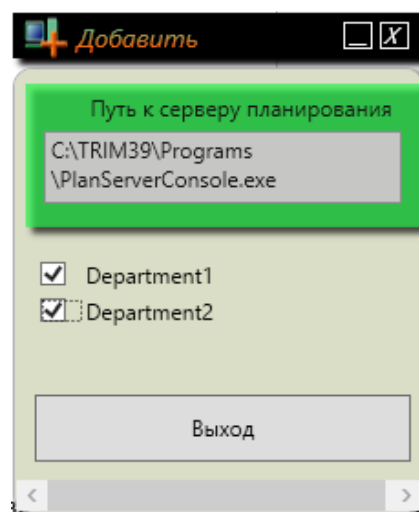 Добавить
Путь к серверу планирования
C:\TRIM39\Programs
\PlanServerConsole.exe
Department1
Department2
Выход